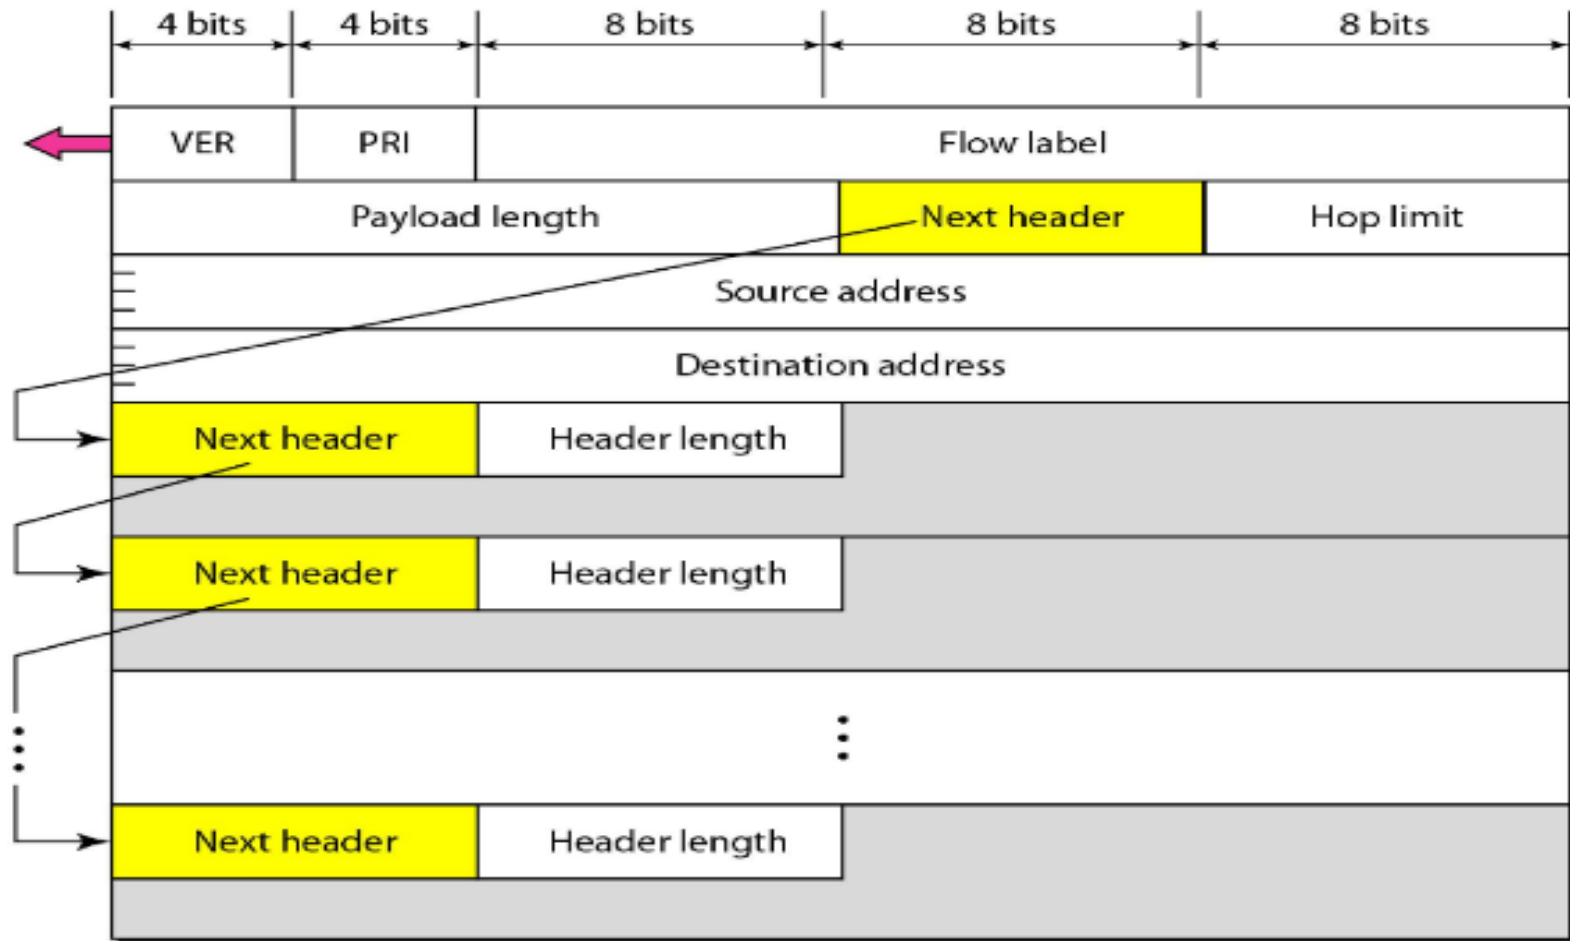 4 bits 4 bits 8 bits 8 bits 8 bits
VER PRI Flow label
Payload length Next header Hop limit
Source address
Destination address
Next header Header length
Next header Header length
Next header Header length